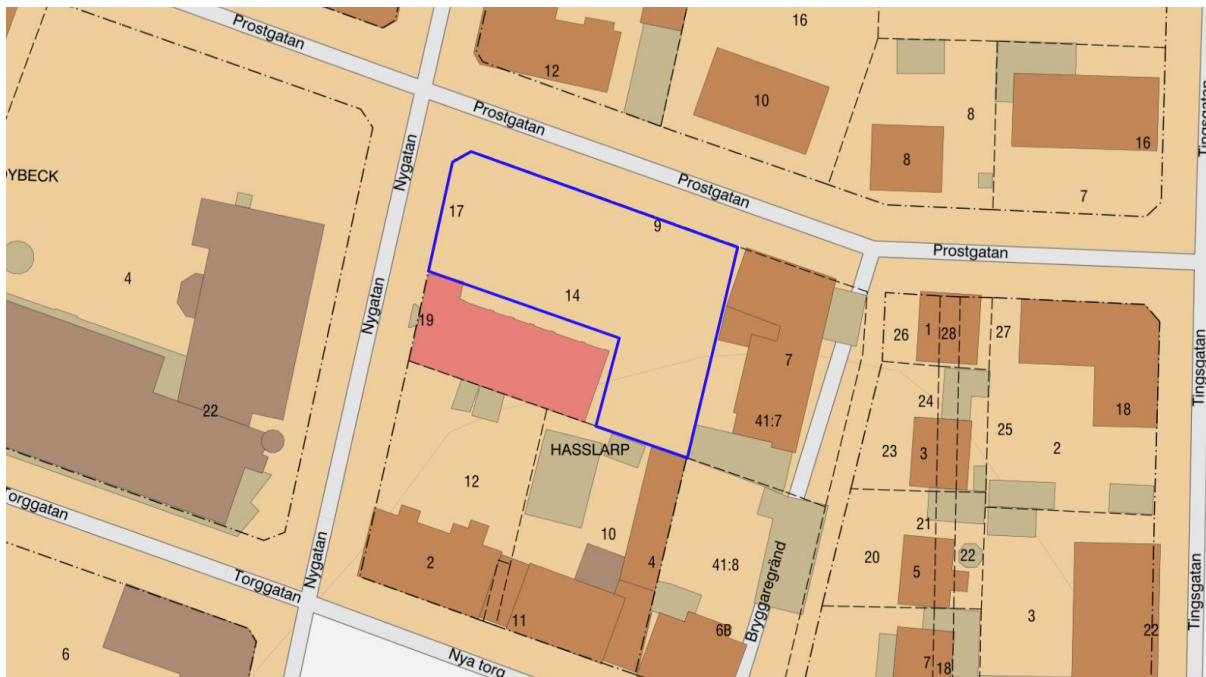 Prostgatan
16
12
10
Prostgatan
8
8
16
7
Tingsgatan
Prostgatan
Nygatan
Nygatan
17
9
4
14
Prostgatan
19
Nygatan
7
26
1
28
27
18
Tingsgatan
22
41:7
24
25
2
3
23
HASSLARP
12
10
21
20
22
5
Torggatan
2
4
41:8
Torggatan
Nygatan
11
6B
Bryggaregränd
3
22
Tingsgatan
6
Nya torg
7
18